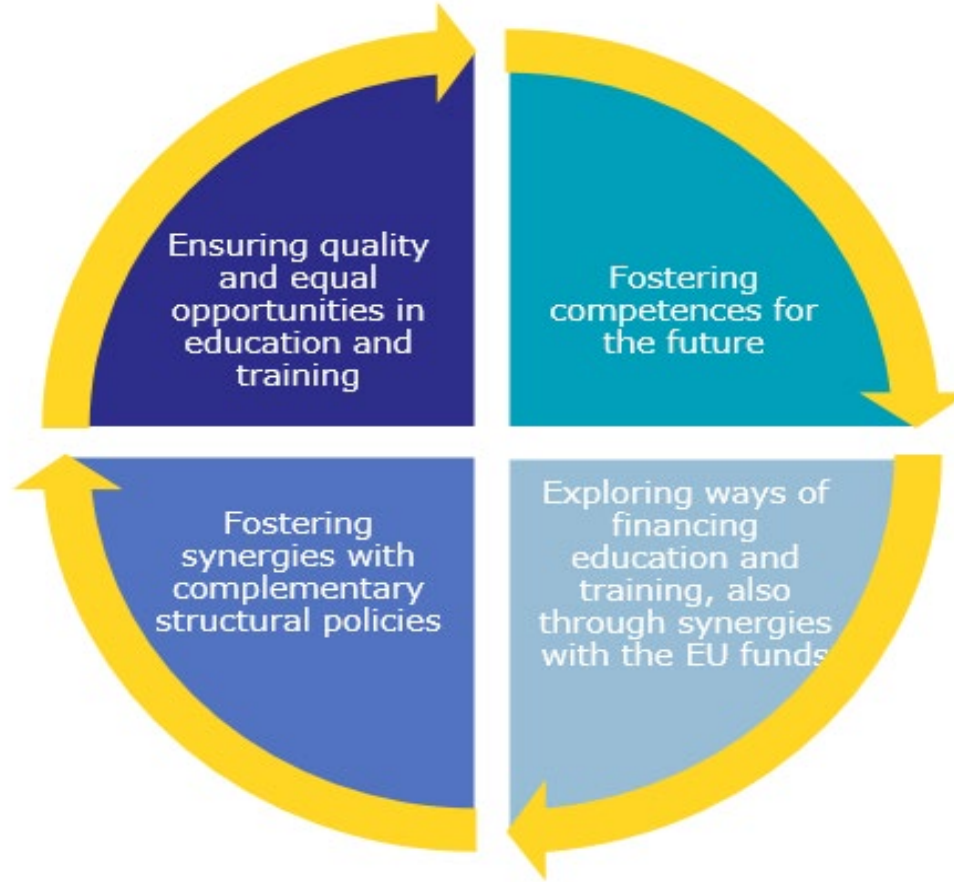 Ensuring quality
and equal
opportunities in
education and
training
Fostering
competences for
the future
Fostering
synergies with
complementary
structural policies
Exploring ways of
financing
education and
training, also
through synergies
with the EU funds